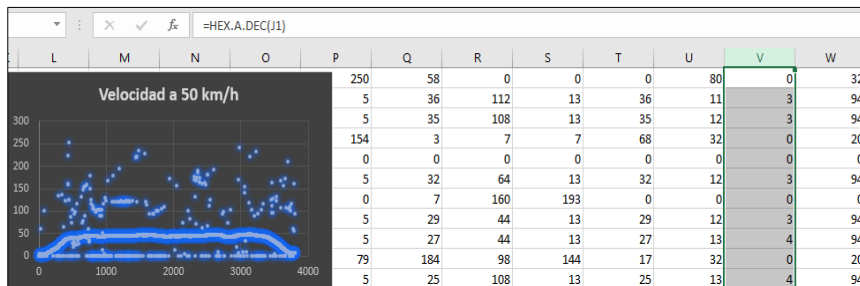 fx =HEX.A.DEC(J1)
L M N O P Q R S T U V W
Velocidad a 50 km/h
300
250
200
150
100
50
0
0 1000 2000 3000 4000
250 58 0 0 0 80 0 32
5 36 112 13 36 11 3 94
5 35 108 13 35 12 3 94
154 3 7 7 68 32 0 20
0 0 0 0 0 0 0 0
5 32 64 13 32 12 3 94
0 7 160 193 0 0 0 0
5 29 44 13 29 12 3 94
5 27 44 13 27 13 4 94
79 184 98 144 17 32 0 20
5 25 108 13 25 13 4 94